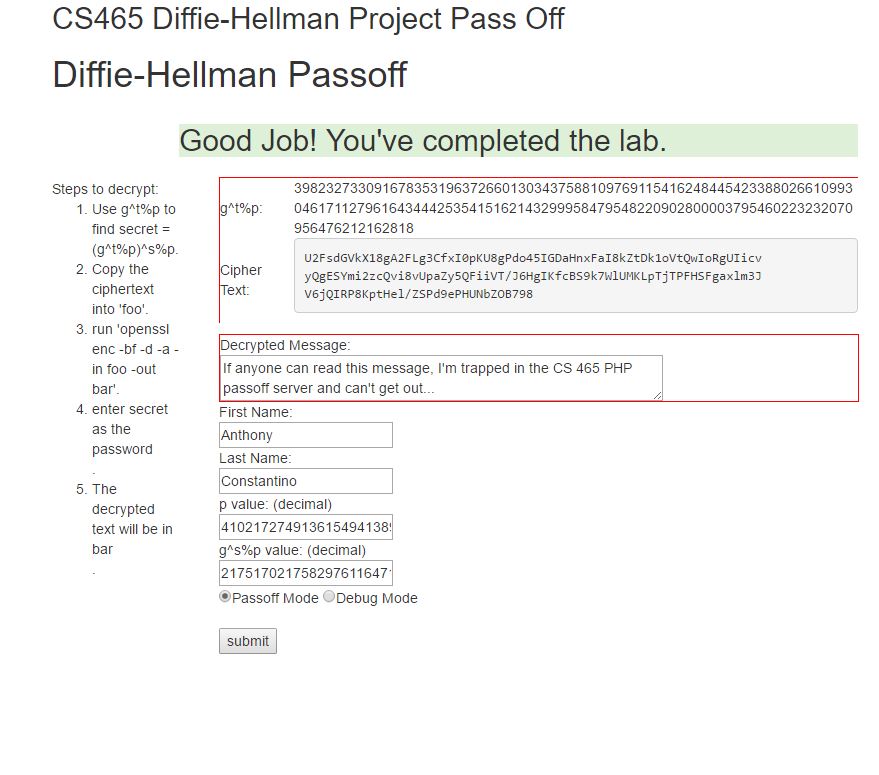 CS465 Diffie-Hellman Project Pass Off
Diffie-Hellman Passoff
Good Job! You've completed the lab.
Steps to decrypt:
1. Use g^t%p to
find secret =
(g^t%p)^s%p.
2. Copy the
ciphertext
into 'foo'.
3. run 'openssl
enc -bf -d -a -
in foo -out
bar'.
4. enter secret
as the
password
.
5. The
decrypted
text will be in
bar
.
g^t%p:
3982327330916783531963726601303437588109769115416248445423388026610993
0461711279616434442535415162143299958479548220902800003795460223232070
956476212162818
Cipher
Text:
U2FsdGVkX18gA2FLg3CfxI0pKU8gPdo45IGDaHnxFaI8kZtDk1oVtQwIoRgUIicv
yQgESYmi2zcQvi8vUpaZy5QFiiVT/J6HgIKfcBS9k7WlUMKLpTjTPFHSFgaxlm3J
V6jQIRP8KptHel/ZSPd9ePHUNbZOB798
Decrypted Message:
If anyone can read this message, I'm trapped in the CS 465 PHP
passoff server and can't get out...
First Name:
Anthony
Last Name:
Constantino
p value: (decimal)
41021727491361549413895
g^s%p value: (decimal)
2175170217582976116471
Passoff Mode Debug Mode
submit